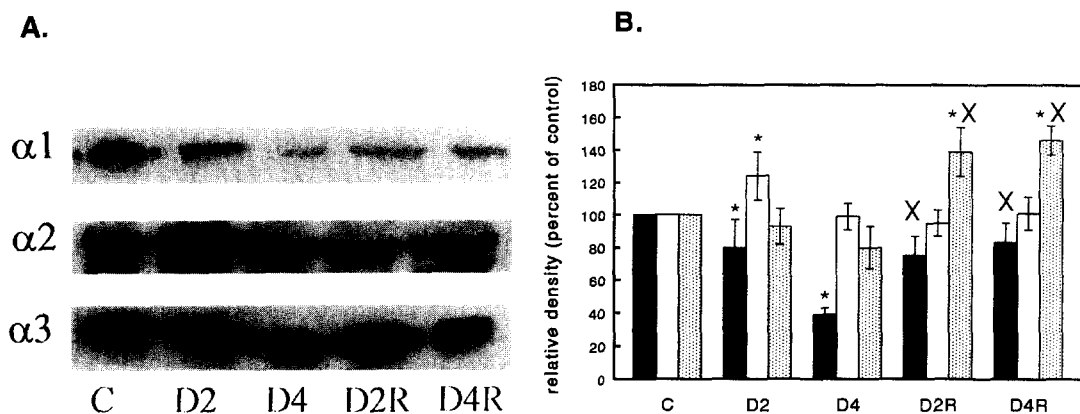 A.
α1
α2
α3
C D2 D4 D2R D4R
B.
relative density (percent of control)
180
160
140
120
100
80
60
40
20
0
* * * X * X X * X
C D2 D4 D2R D4R